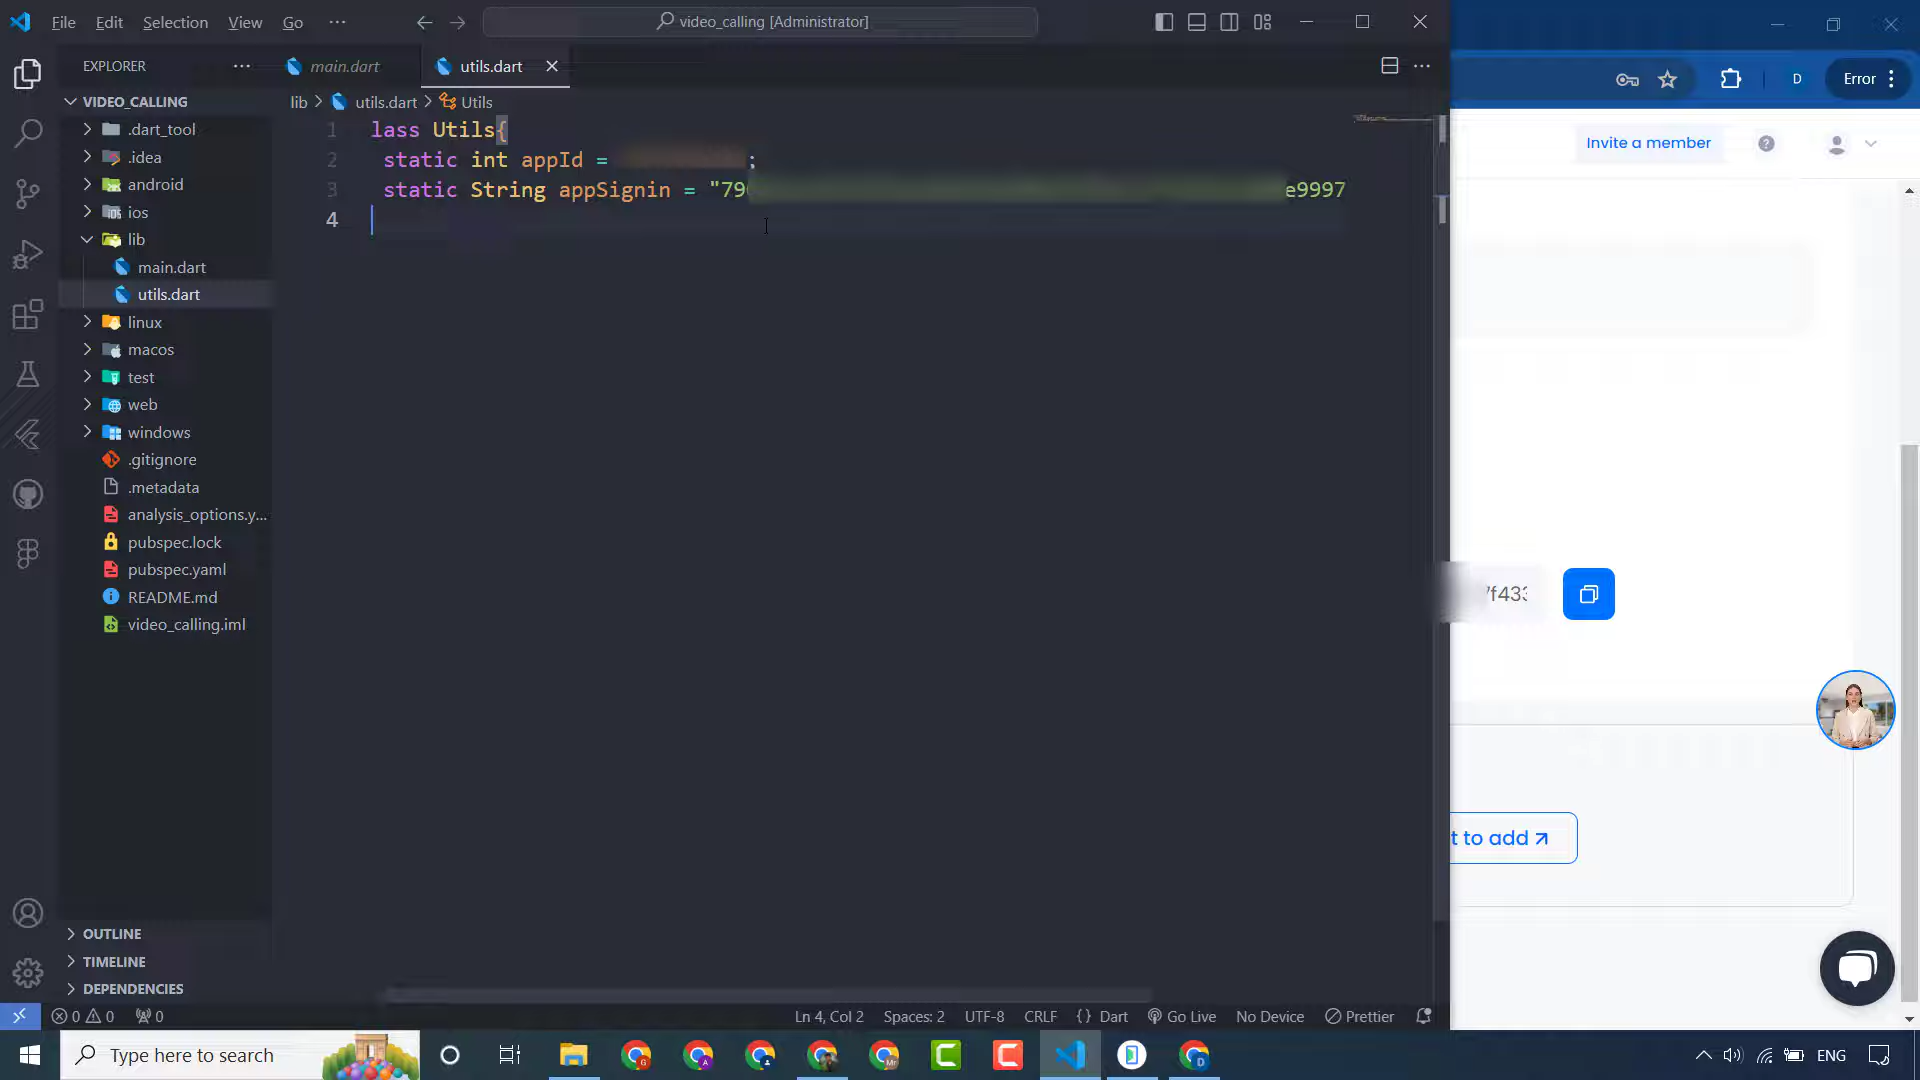 File Edit Selection View Go ··· video_calling [Administrator]
EXPLORER ··· main.dart utils.dart
VIDEO_CALLING
.dart_tool
.idea
android
ios
lib
main.dart
utils.dart
linux
macos
test
web
windows
.gitignore
.metadata
analysis_options.y...
pubspec.lock
pubspec.yaml
README.md
video_calling.iml
OUTLINE
TIMELINE
DEPENDENCIES
lib > utils.dart > Utils
1 lass Utils{
2 static int appId = ;
3 static String appSignin = "79 e9997
4
0 0 0 Ln 4, Col 2 Spaces: 2 UTF-8 CRLF {} Dart Go Live No Device Prettier
D Error
Invite a member
7f433
t to add
Type here to search
ENG